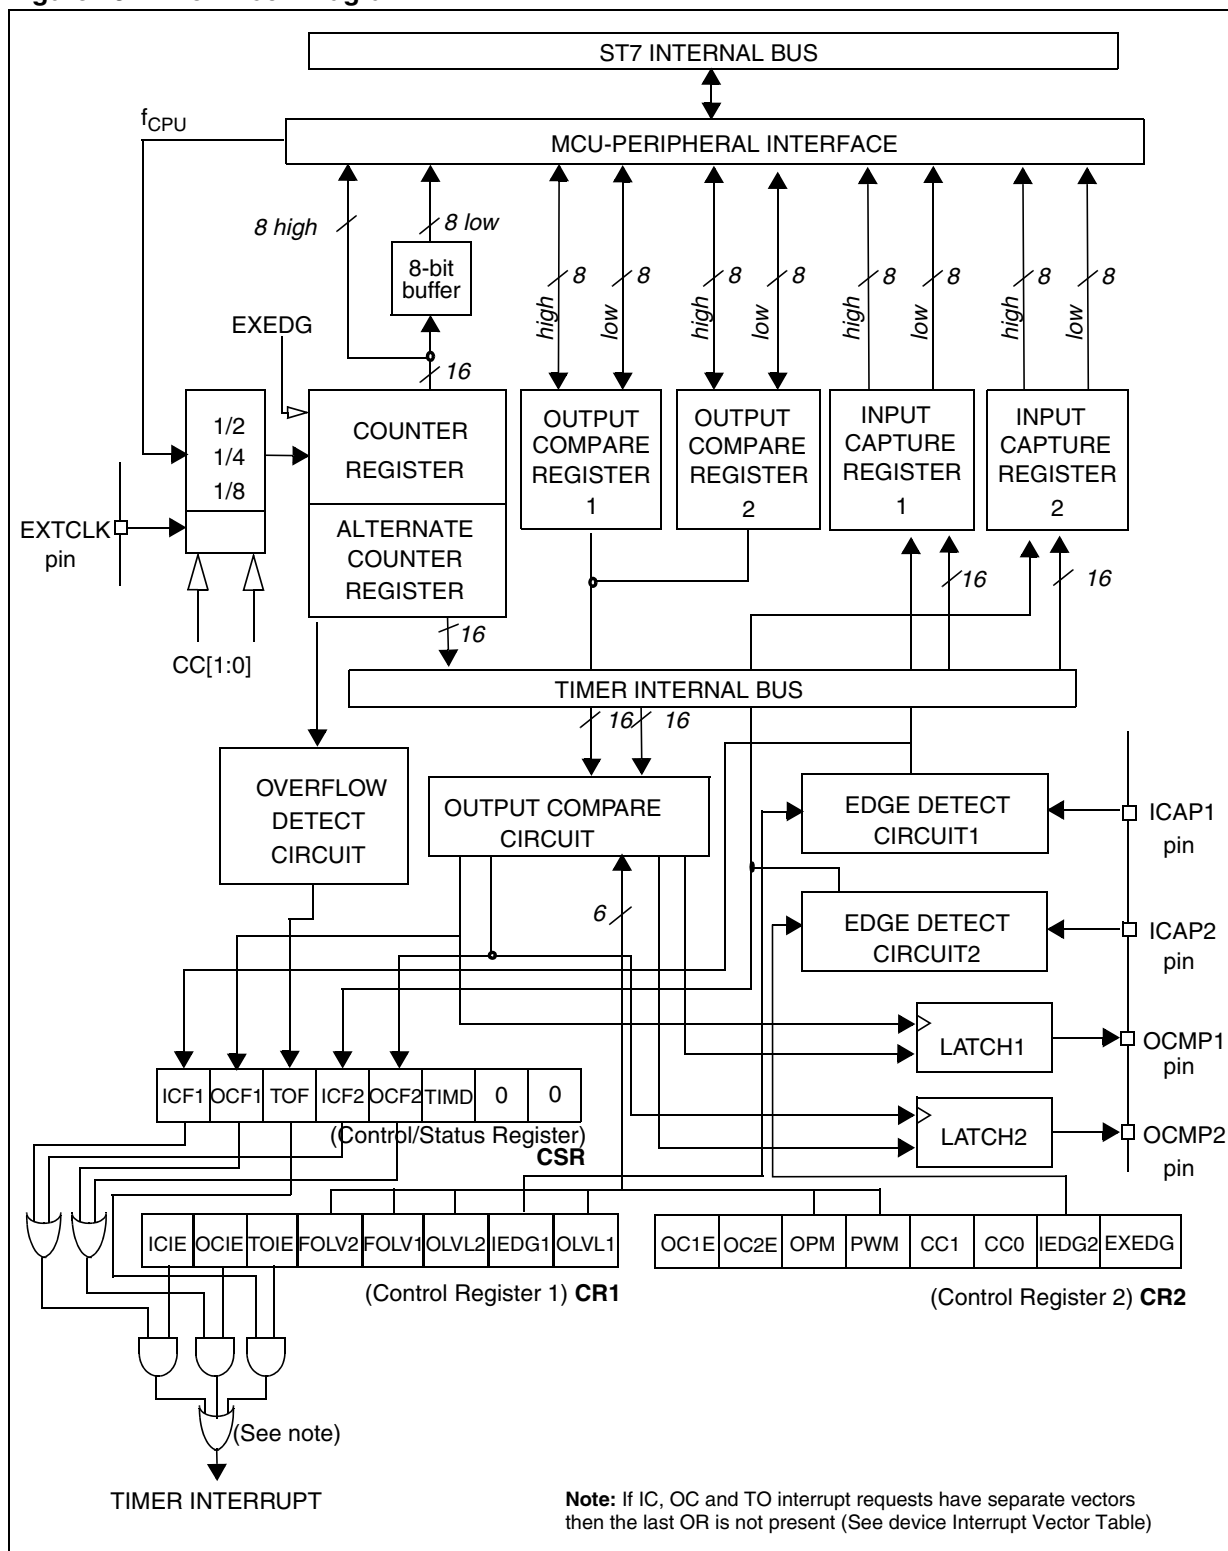 ST7 INTERNAL BUS
fCPU
MCU-PERIPHERAL INTERFACE
8 high
8 low
8-bit
buffer
8
8
8
8
8
8
8
8
high
low
high
low
high
low
high
low
EXEDG
16
1/2
1/4
1/8
COUNTER
REGISTER
ALTERNATE
COUNTER
REGISTER
OUTPUT
COMPARE
REGISTER
1
OUTPUT
COMPARE
REGISTER
2
INPUT
CAPTURE
REGISTER
1
INPUT
CAPTURE
REGISTER
2
EXTCLK
pin
CC[1:0]
16
16
16
TIMER INTERNAL BUS
16
16
OVERFLOW
DETECT
CIRCUIT
OUTPUT COMPARE
CIRCUIT
EDGE DETECT
CIRCUIT1
ICAP1
pin
6
EDGE DETECT
CIRCUIT2
ICAP2
pin
LATCH1
OCMP1
pin
ICF1 OCF1 TOF ICF2 OCF2 TIMD 0 0
(Control/Status Register)
CSR
LATCH2
OCMP2
pin
ICIE OCIE TOIE FOLV2 FOLV1 OLVL2 IEDG1 OLVL1
(Control Register 1) CR1
OC1E OC2E OPM PWM CC1 CC0 IEDG2 EXEDG
(Control Register 2) CR2
(See note)
TIMER INTERRUPT
Note: If IC, OC and TO interrupt requests have separate vectors
then the last OR is not present (See device Interrupt Vector Table)